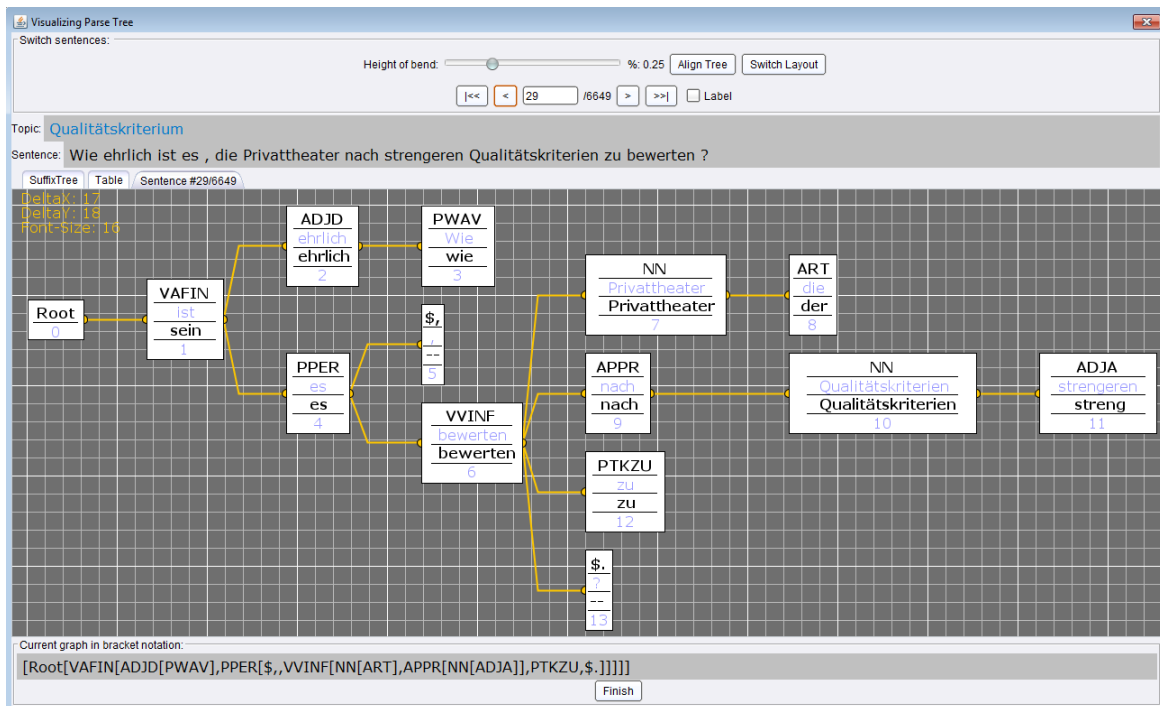 Visualizing Parse Tree
Switch sentences:
Height of bend: %: 0.25 Align Tree Switch Layout
|<< < 29 /6649 > >>| Label
Topic: Qualitätskriterium
Sentence: Wie ehrlich ist es , die Privattheater nach strengeren Qualitätskriterien zu bewerten ?
SuffixTree Table Sentence #29/6649
DeltaX: 17
DeltaY: 18
Font-Size: 16
Root
0
VAFIN
ist
sein
1
ADJD
ehrlich
ehrlich
2
PWAV
Wie
wie
3
PPER
es
es
4
$,
,
--
5
VVINF
bewerten
bewerten
6
NN
Privattheater
Privattheater
7
ART
die
der
8
APPR
nach
nach
9
NN
Qualitätskriterien
Qualitätskriterien
10
ADJA
strengeren
streng
11
PTKZU
zu
zu
12
$.
?
--
13
Current graph in bracket notation:
[Root[VAFIN[ADJD[PWAV],PPER[$,,VVINF[NN[ART],APPR[NN[ADJA]],PTKZU,$.]]]]]
Finish